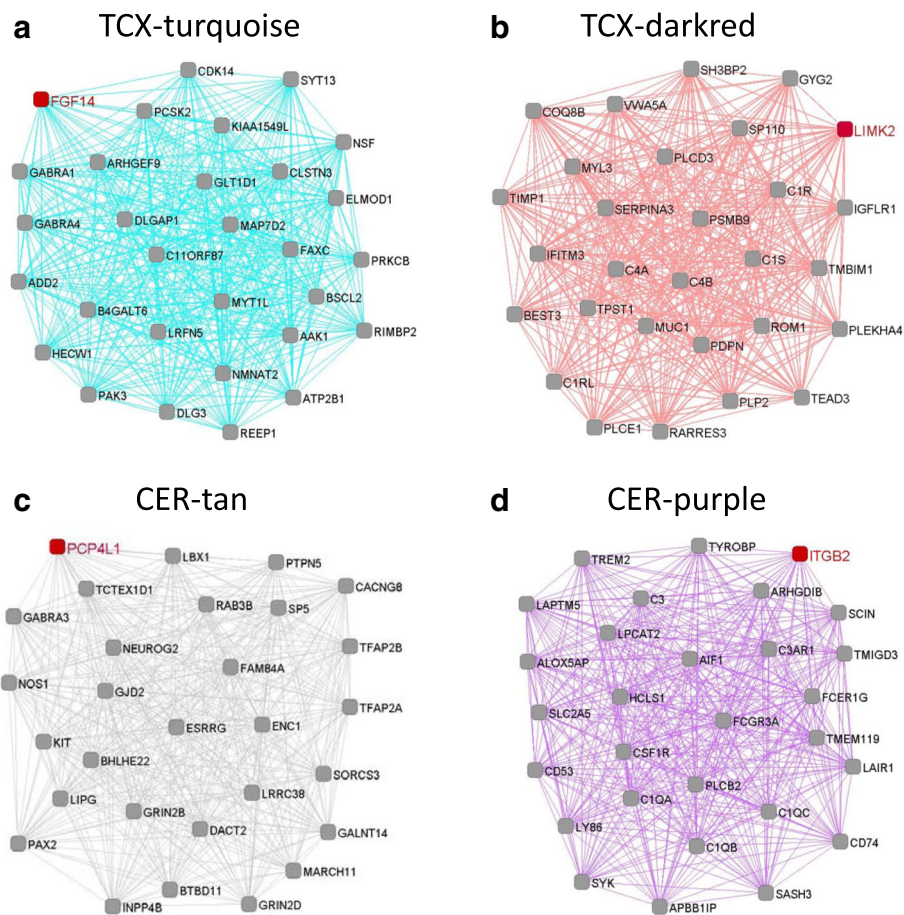 a TCX-turquoise
CDK14
SYT13
FGF14
PCSK2
KIAA1549L
NSF
ARHGEF9
GABRA1
CLSTN3
GLT1D1
ELMOD1
DLGAP1
GABRA4
MAP7D2
FAXC
C11ORF87
PRKCB
ADD2
BSCL2
MYT1L
B4GALT6
LRFN5
RIMBP2
AAK1
HECW1
NMNAT2
PAK3
ATP2B1
DLG3
REEP1
b TCX-darkred
SH3BP2
GYG2
VWA5A
COQ8B
SP110
LIMK2
PLCD3
MYL3
C1R
TIMP1
SERPINA3
IGFLR1
PSMB9
IFITM3
C1S
C4A
TMBIM1
C4B
TPST1
BEST3
MUC1
ROM1
PLEKHA4
PDPN
C1RL
PLP2
TEAD3
PLCE1
RARRES3
c CER-tan
PCP4L1
LBX1
PTPN5
TCTEX1D1
CACNG8
RAB3B
SP5
GABRA3
NEUROG2
TFAP2B
FAM84A
NOS1
GJD2
TFAP2A
ESRRG
ENC1
KIT
BHLHE22
SORCS3
LIPG
LRRC38
GRIN2B
DACT2
GALNT14
PAX2
MARCH11
BTBD11
INPP4B
GRIN2D
d CER-purple
TYROBP
TREM2
ITGB2
ARHGDIB
C3
LAPTM5
SCIN
LPCAT2
C3AR1
TMIGD3
ALOX5AP
AIF1
HCLS1
FCER1G
SLC2A5
FCGR3A
TMEM119
CSF1R
LAIR1
CD53
PLCB2
C1QA
C1QC
LY86
CD74
C1QB
SYK
SASH3
APBB1IP